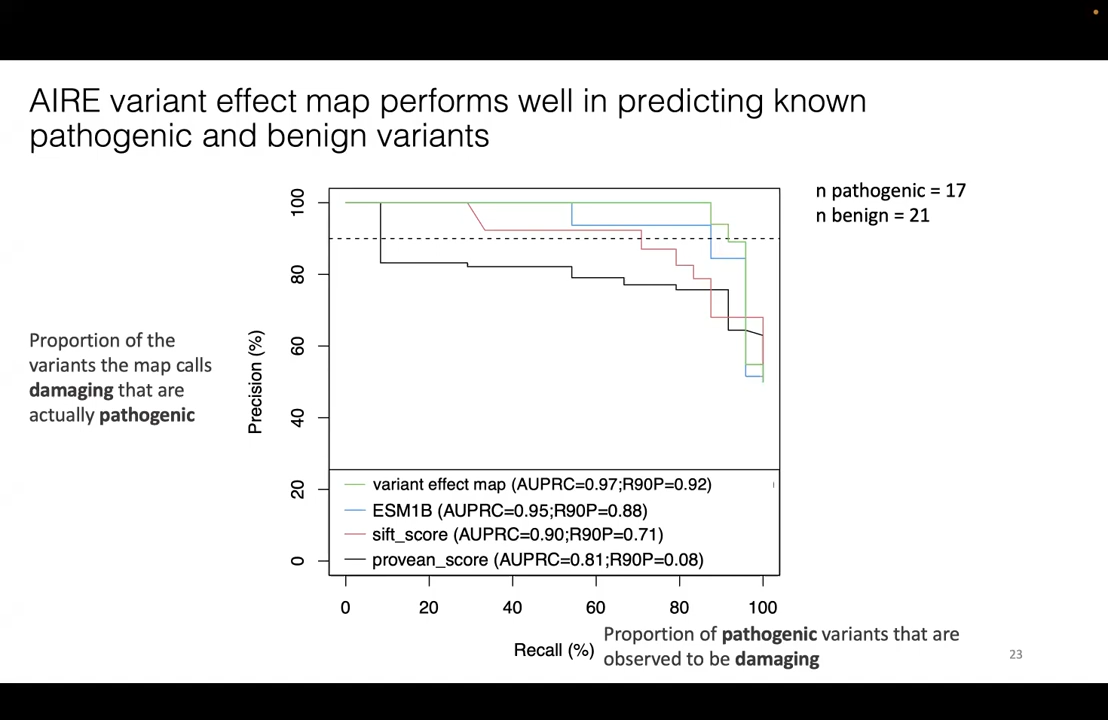 AIRE variant effect map performs well in predicting known
pathogenic and benign variants
n pathogenic = 17
n benign = 21
Proportion of the
variants the map calls
damaging that are
actually pathogenic
Precision (%)
100
80
60
40
20
0
variant effect map (AUPRC=0.97;R90P=0.92)
ESM1B (AUPRC=0.95;R90P=0.88)
sift_score (AUPRC=0.90;R90P=0.71)
provean_score (AUPRC=0.81;R90P=0.08)
0 20 40 60 80 100
Recall (%)
Proportion of pathogenic variants that are
observed to be damaging
23